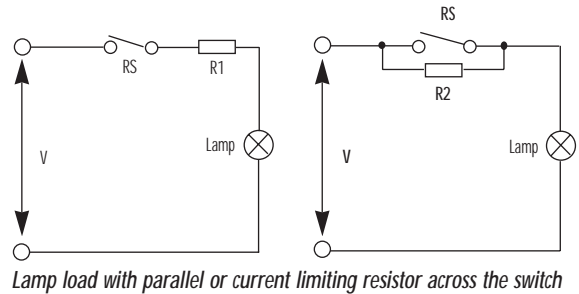 RS
R1
Lamp
V
RS
R2
Lamp
V
Lamp load with parallel or current limiting resistor across the switch